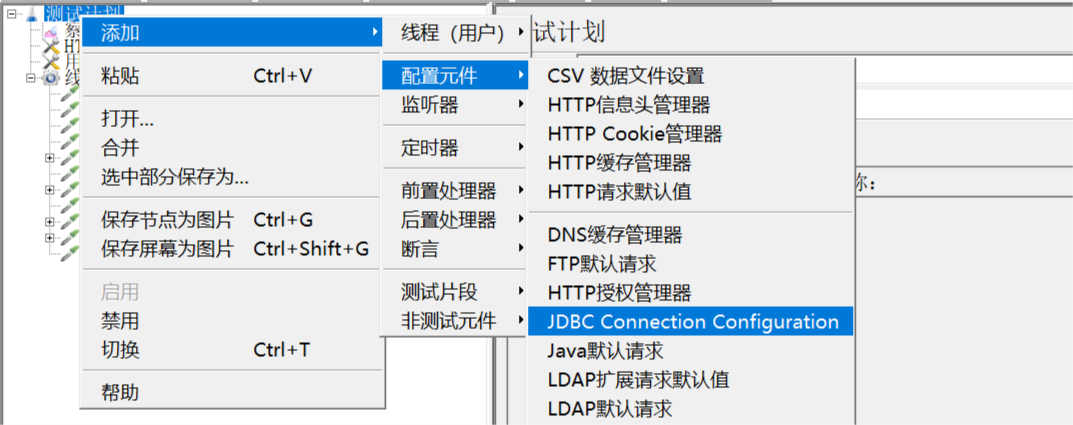 测试计划
添加
粘贴 Ctrl+V
打开...
合并
选中部分保存为...
保存节点为图片 Ctrl+G
保存屏幕为图片 Ctrl+Shift+G
启用
禁用
切换 Ctrl+T
帮助
线程（用户）
配置元件
监听器
定时器
前置处理器
后置处理器
断言
测试片段
非测试元件
CSV 数据文件设置
HTTP信息头管理器
HTTP Cookie管理器
HTTP缓存管理器
HTTP请求默认值
DNS缓存管理器
FTP默认请求
HTTP授权管理器
JDBC Connection Configuration
Java默认请求
LDAP扩展请求默认值
LDAP默认请求
试计划
称：